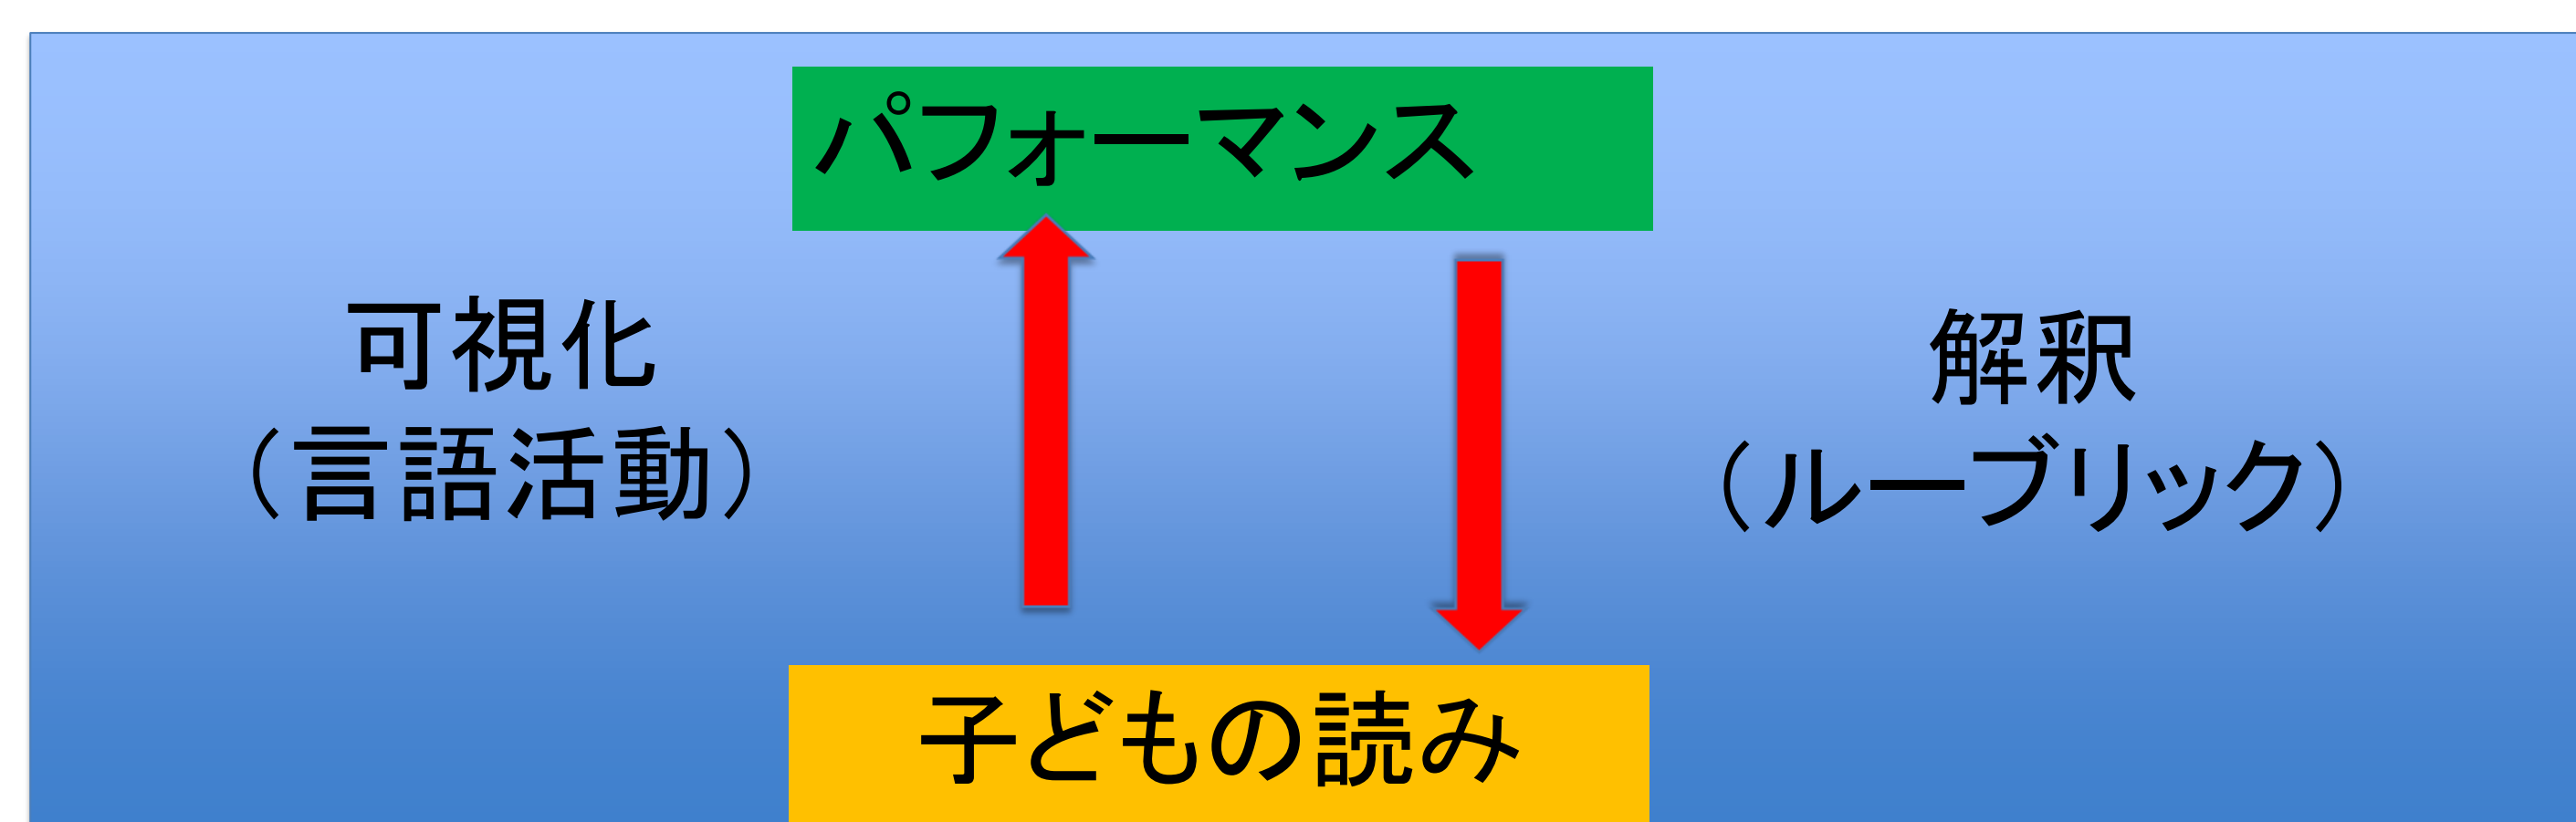 パフォーマンス
可視化
（言語活動）
解釈
（ルーブリック）
子どもの読み